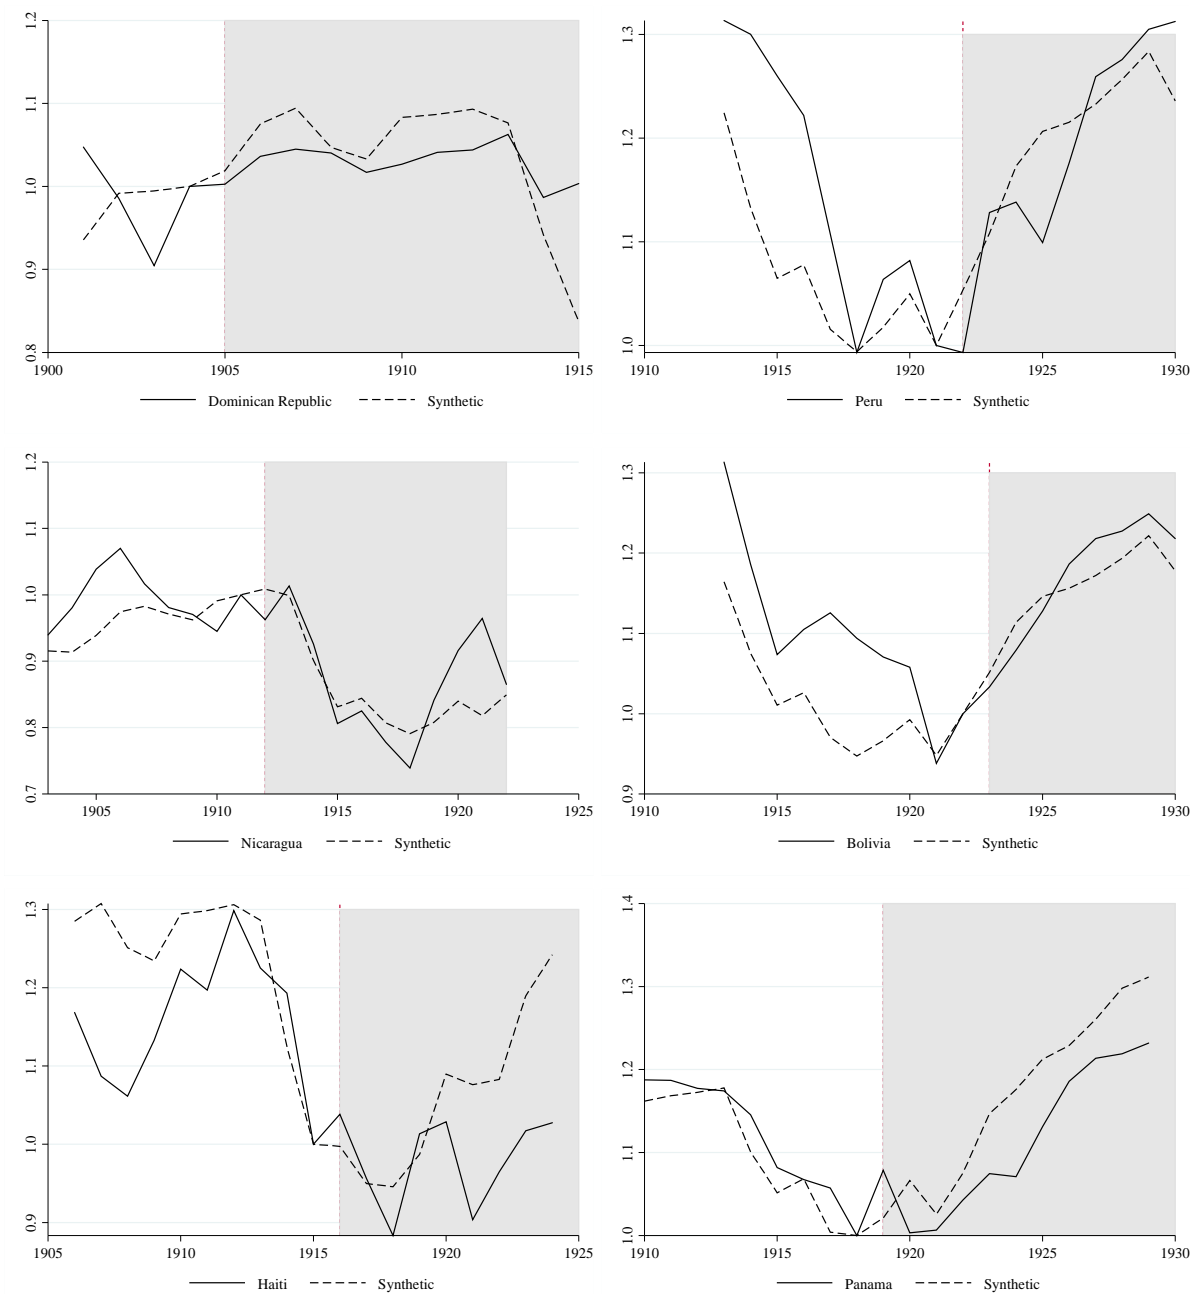 1.2
1.1
1.0
0.9
0.8
1900 1905 1910 1915
Dominican Republic Synthetic
1.3
1.2
1.1
1.0
1910 1915 1920 1925 1930
Peru Synthetic
1.2
1.1
1.0
0.9
0.8
0.7
1905 1910 1915 1920 1925
Nicaragua Synthetic
1.3
1.2
1.1
1.0
0.9
1910 1915 1920 1925 1930
Bolivia Synthetic
1.3
1.2
1.1
1.0
0.9
1905 1910 1915 1920 1925
Haiti Synthetic
1.4
1.3
1.2
1.1
1.0
1910 1915 1920 1925 1930
Panama Synthetic